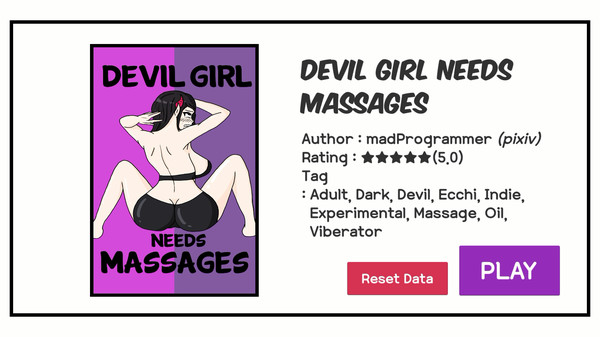 DEVIL GIRL
NEEDS
MASSAGES
DEVIL GIRL NEEDS
MASSAGES
Author : madProgrammer (pixiv)
Rating : ★★★★★(5,0)
Tag
: Adult, Dark, Devil, Ecchi, Indie,
Experimental, Massage, Oil,
Viberator
Reset Data
PLAY